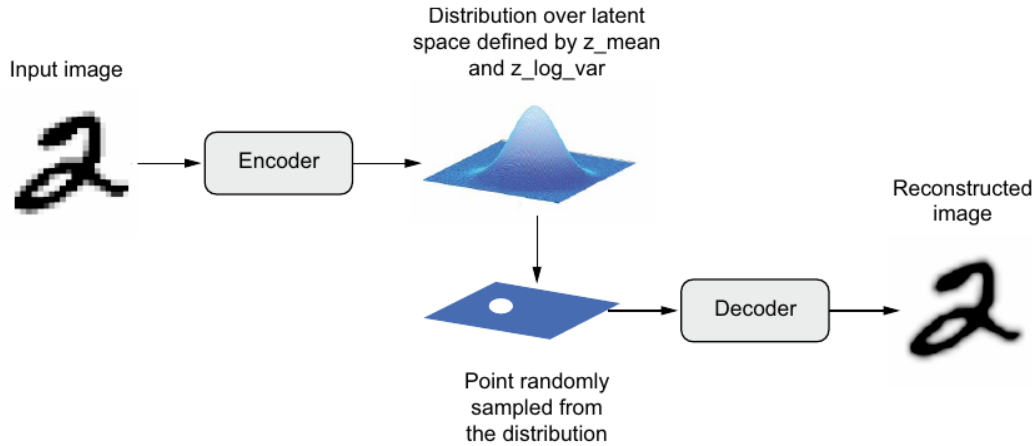 Input image
Encoder
Distribution over latent
space defined by z_mean
and z_log_var
Point randomly
sampled from
the distribution
Decoder
Reconstructed
image